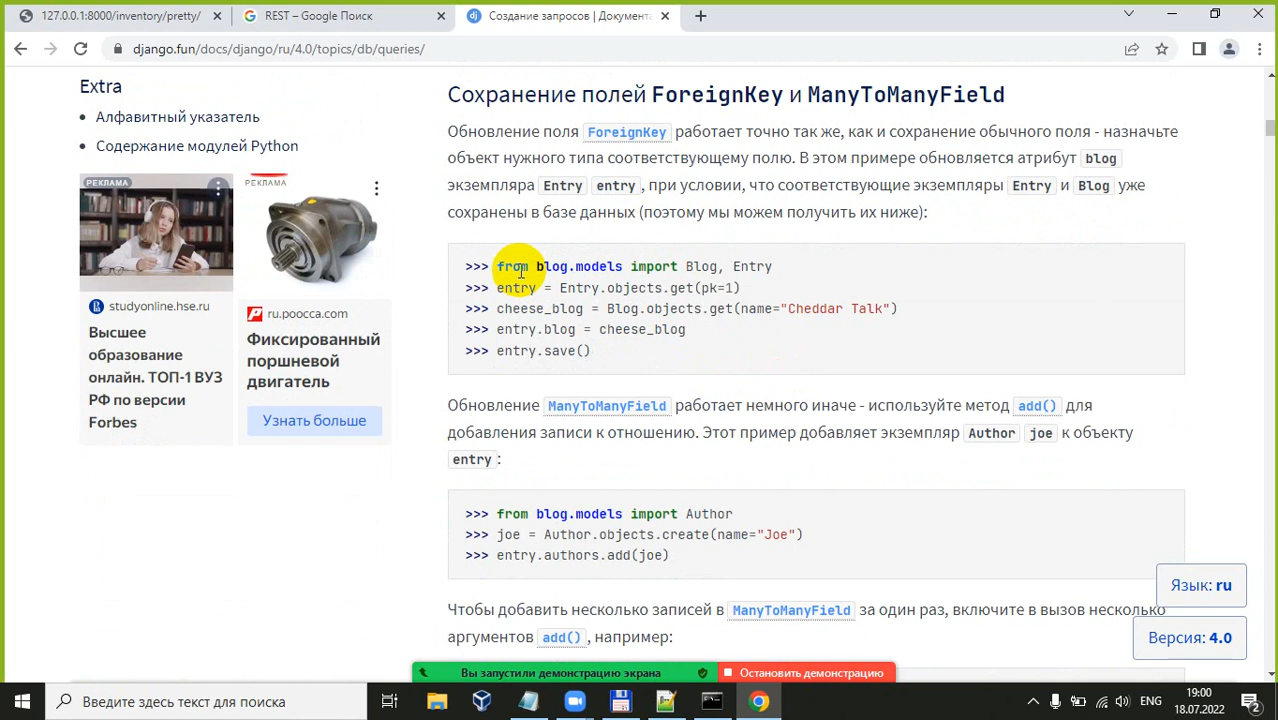 127.0.0.1:8000/inventory/pretty/
REST – Google Поиск
Создание запросов | Документа
django.fun/docs/django/ru/4.0/topics/db/queries/
Extra
Алфавитный указатель
Содержание модулей Python
РЕКЛАМА
studyonline.hse.ru
Высшее
образование
онлайн. ТОП-1 ВУЗ
РФ по версии
Forbes
РЕКЛАМА
ru.poocca.com
Фиксированный
поршневой
двигатель
Узнать больше
Сохранение полей ForeignKey и ManyToManyField
Обновление поля ForeignKey работает точно так же, как и сохранение обычного поля - назначьте
объект нужного типа соответствующему полю. В этом примере обновляется атрибут blog
экземпляра Entry entry, при условии, что соответствующие экземпляры Entry и Blog уже
сохранены в базе данных (поэтому мы можем получить их ниже):
>>> from blog.models import Blog, Entry
>>> entry = Entry.objects.get(pk=1)
>>> cheese_blog = Blog.objects.get(name="Cheddar Talk")
>>> entry.blog = cheese_blog
>>> entry.save()
Обновление ManyToManyField работает немного иначе - используйте метод add() для
добавления записи к отношению. Этот пример добавляет экземпляр Author joe к объекту
entry:
>>> from blog.models import Author
>>> joe = Author.objects.create(name="Joe")
>>> entry.authors.add(joe)
Чтобы добавить несколько записей в ManyToManyField за один раз, включите в вызов несколько
аргументов add(), например:
Язык: ru
Версия: 4.0
Вы запустили демонстрацию экрана
Остановить демонстрацию
Введите здесь текст для поиска
ENG
19:00
18.07.2022
2